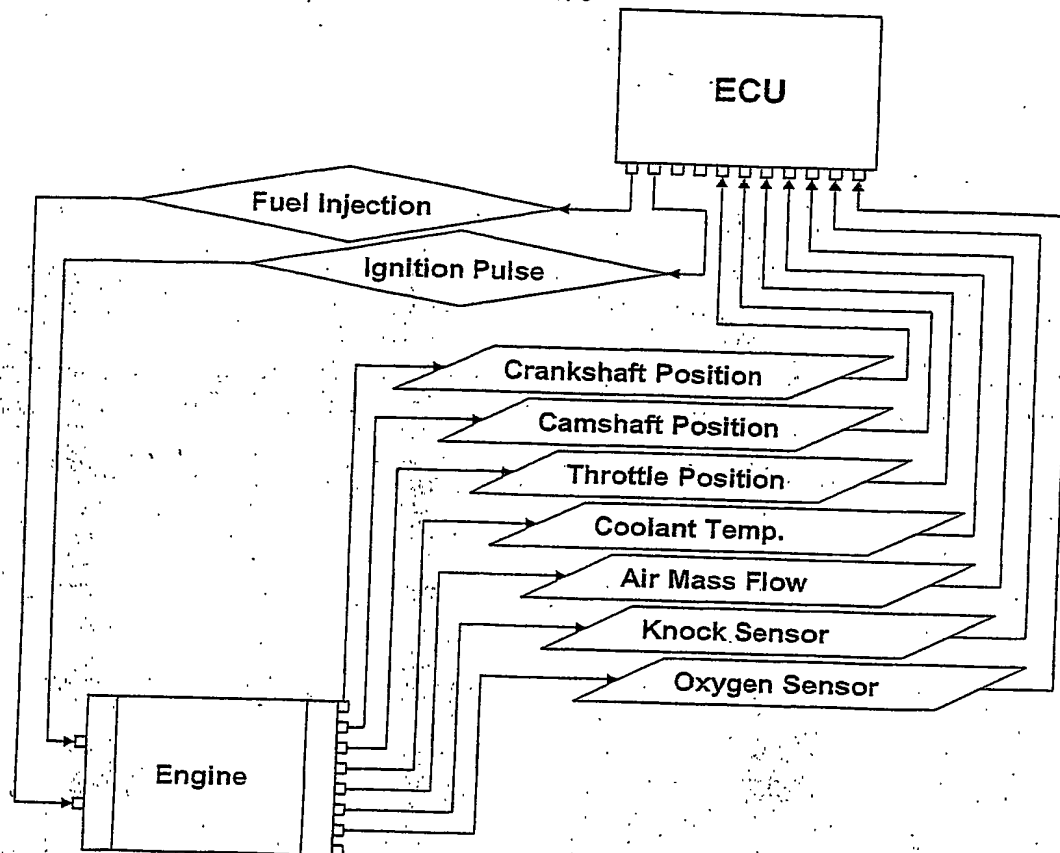 ECU
Fuel Injection
Ignition Pulse
Crankshaft Position
Camshaft Position
Throttle Position
Coolant Temp.
Air Mass Flow
Knock Sensor
Oxygen Sensor
Engine